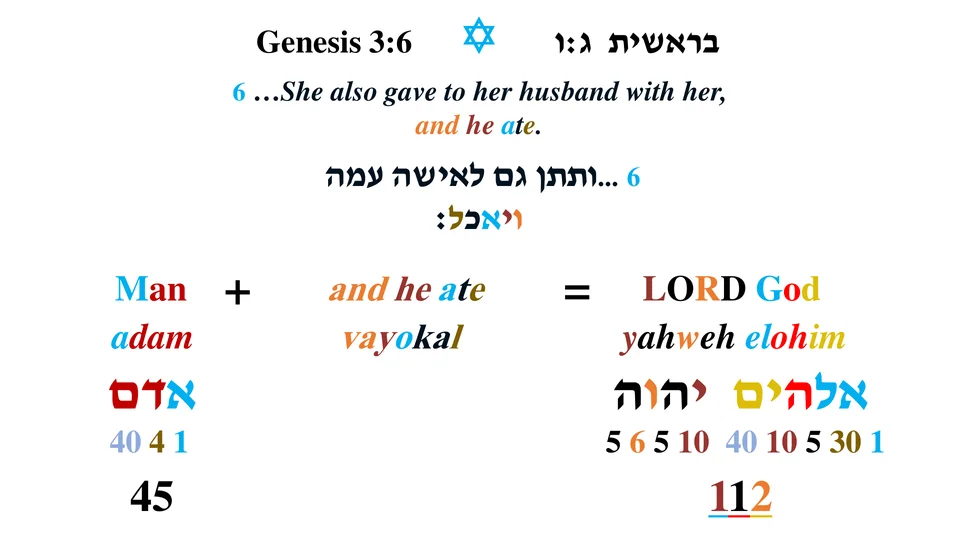 Genesis 3:6 ✡ בראשית ג:ו
6 …She also gave to her husband with her,
and he ate.
6 …ותתן גם לאישה עמה
ויאכל:
Man + and he ate = LORD God
adam vayokal yahweh elohim
אדם יהוה אלהים
40 4 1 5 6 5 10 40 10 5 30 1
45 112